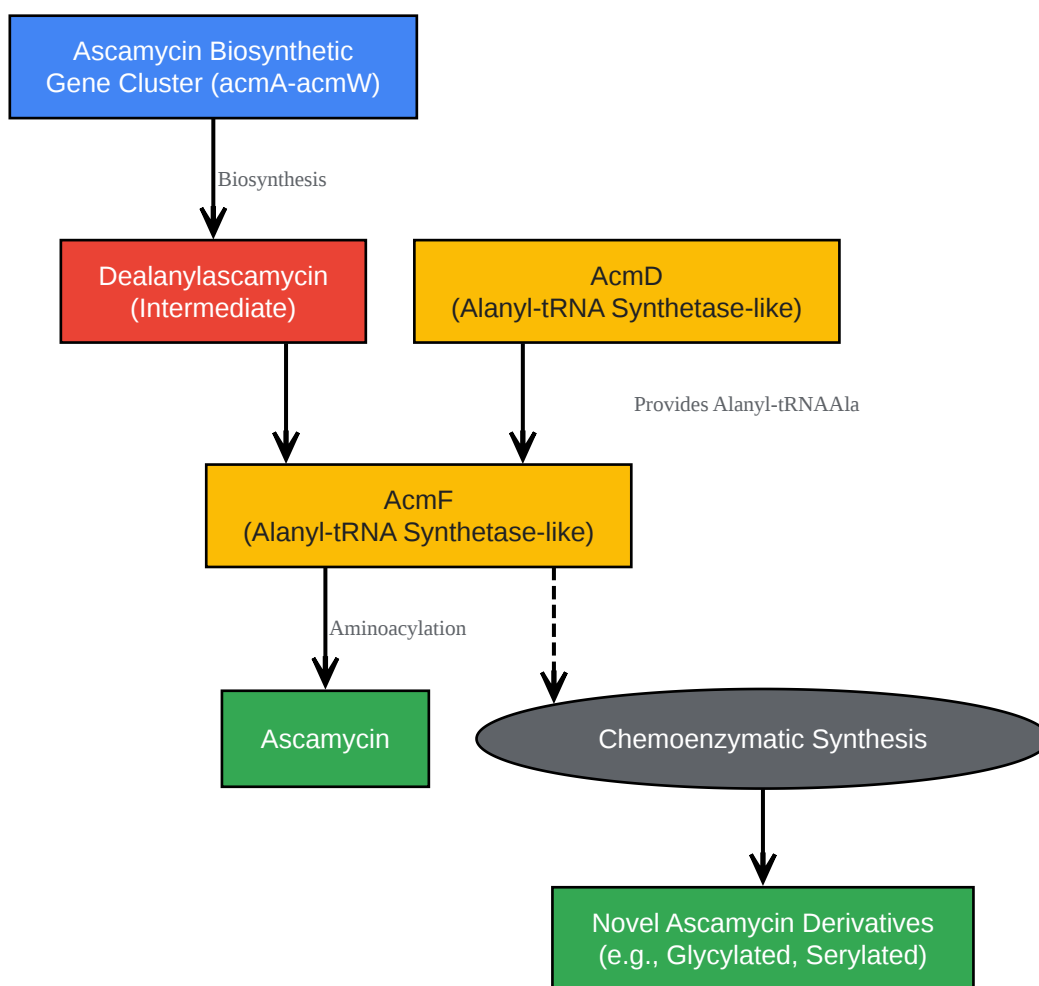 Ascamycin Biosynthetic
Gene Cluster (acmA-acmW)
Biosynthesis
Dealanylascamycin
(Intermediate)
AcmD
(Alanyl-tRNA Synthetase-like)
Provides Alanyl-tRNAAla
AcmF
(Alanyl-tRNA Synthetase-like)
Aminoacylation
Ascamycin
Chemoenzymatic Synthesis
Novel Ascamycin Derivatives
(e.g., Glycylated, Serylated)